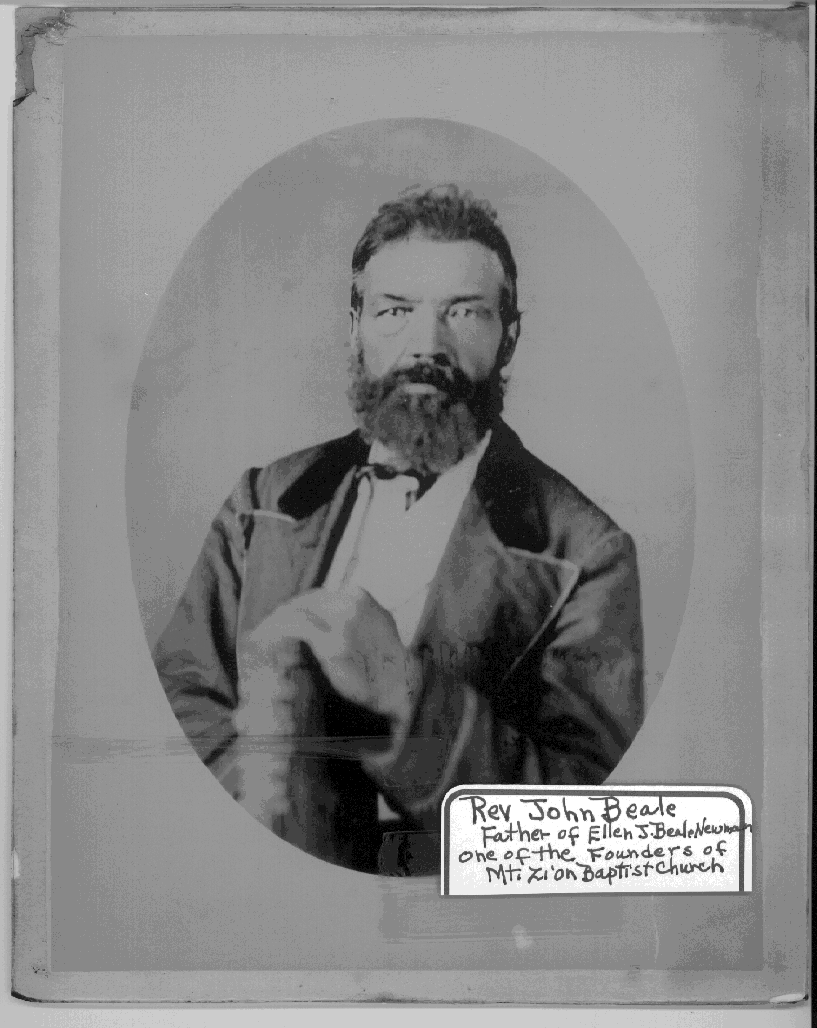 Rev John Beale
Father of Ellen J. Beale Newman
one of the Founders of
Mt. Zion Baptist Church